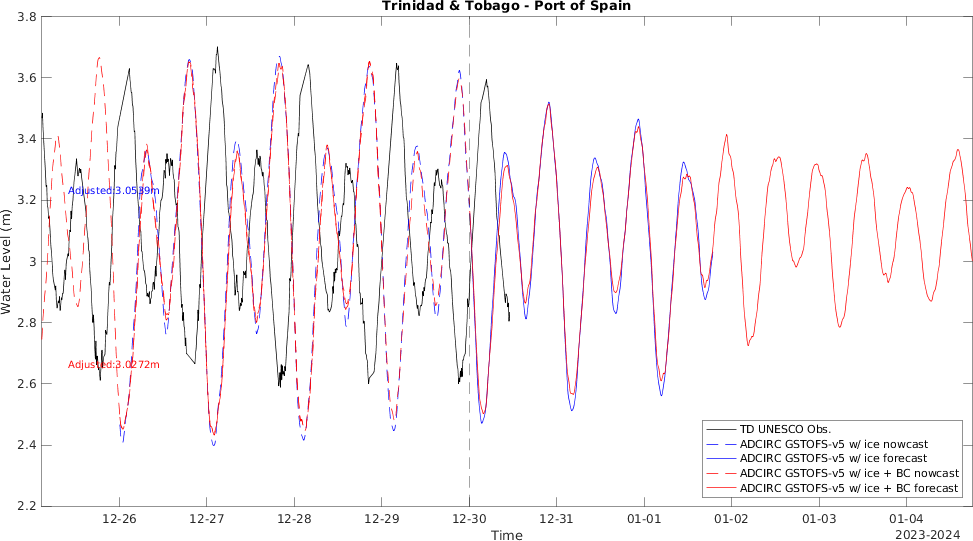 Trinidad & Tobago - Port of Spain
3.8
3.6
3.4
3.2
3
2.8
2.6
2.4
2.2
Water Level (m)
Adjusted:3.0539m
Adjusted:3.0272m
TD UNESCO Obs.
ADCIRC GSTOFS-v5 w/ ice nowcast
ADCIRC GSTOFS-v5 w/ ice forecast
ADCIRC GSTOFS-v5 w/ ice + BC nowcast
ADCIRC GSTOFS-v5 w/ ice + BC forecast
12-26 12-27 12-28 12-29 12-30 12-31 01-01 01-02 01-03 01-04
Time
2023-2024